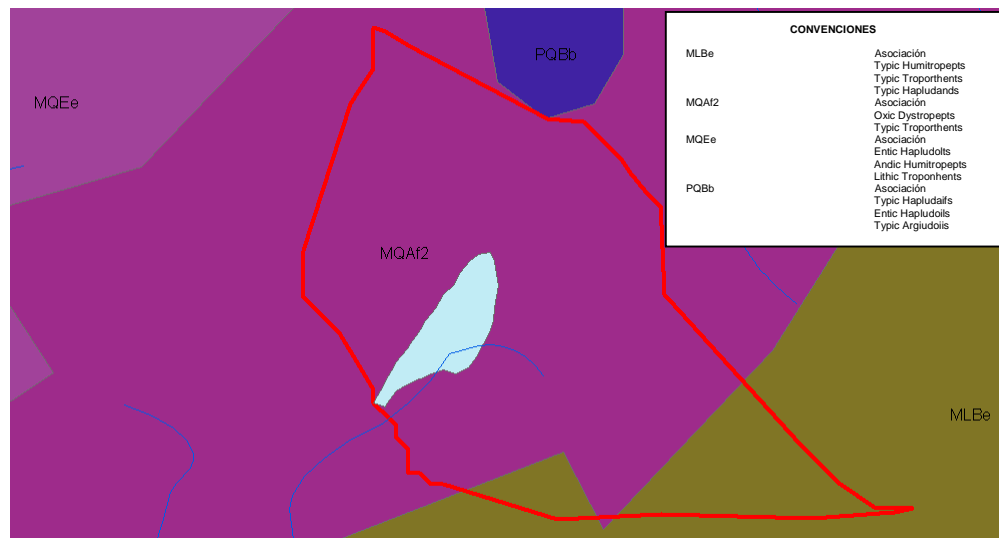 CONVENCIONES
MLBe Asociación
Typic Humitropepts
Typic Troporthents
Typic Hapludands
MQAf2 Asociación
Oxic Dystropepts
Typic Troporthents
MQEe Asociación
Entic Hapludolts
Andic Humitropepts
Lithic Troponhents
PQBb Asociación
Typic Hapludaifs
Entic Hapludoils
Typic Argiudoiis
PQBb
MQEe
MQAf2
MLBe